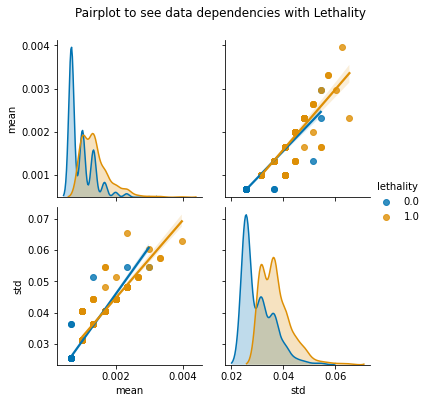 Pairplot to see data dependencies with Lethality
0.004
0.003
0.002
0.001
mean
lethality
0.0
1.0
0.07
0.06
0.05
0.04
0.03
std
0.002 0.004
mean
0.02 0.04 0.06
std